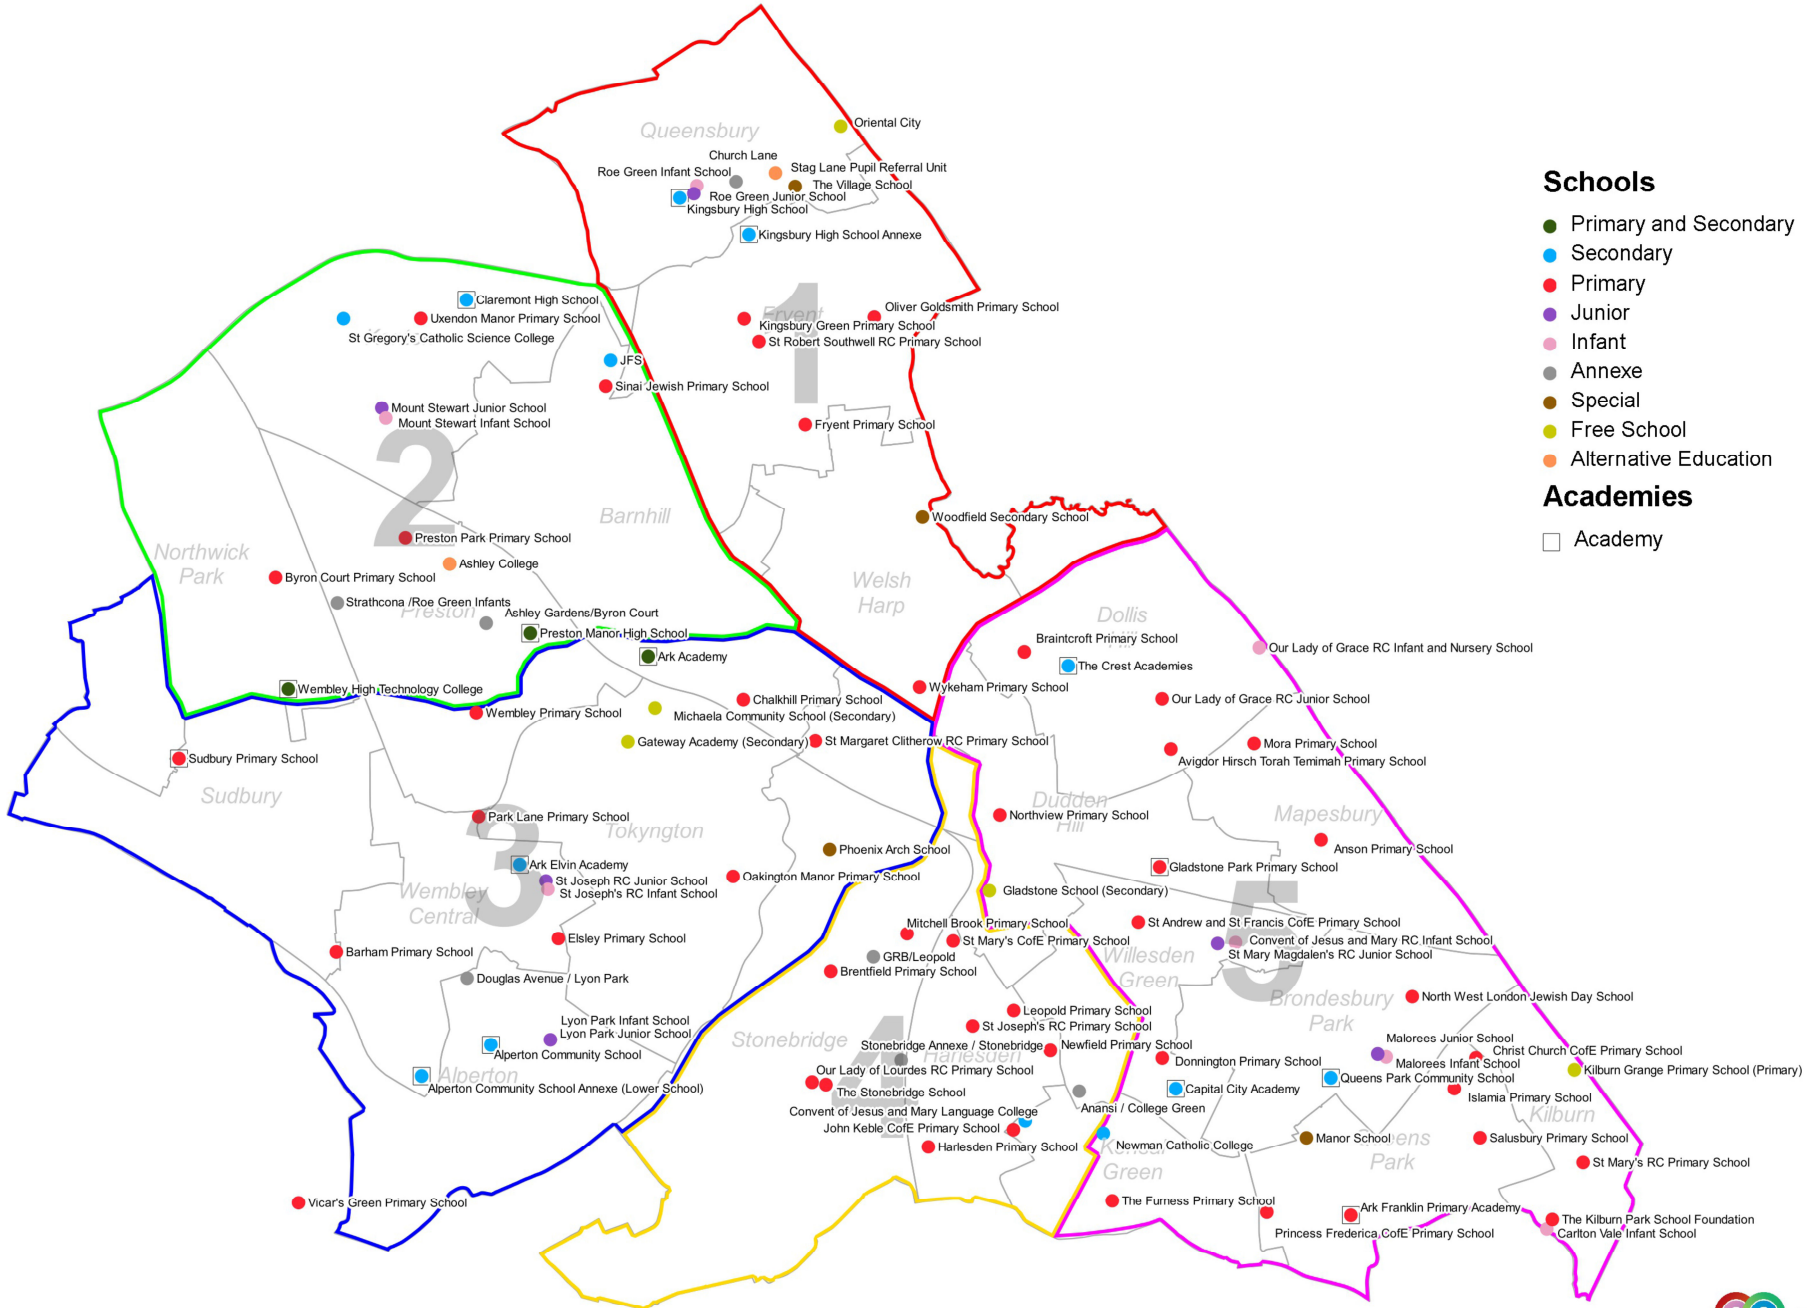 Queensbury
Oriental City
Church Lane
Stag Lane Pupil Referral Unit
Roe Green Infant School
The Village School
Roe Green Junior School
Kingsbury High School
Kingsbury High School Annexe
Schools
Primary and Secondary
Secondary
Primary
Junior
Infant
Annexe
Special
Free School
Alternative Education
Academies
Academy
Claremont High School
Uxendon Manor Primary School
St Gregory's Catholic Science College
1
Fryent
Oliver Goldsmith Primary School
Kingsbury Green Primary School
St Robert Southwell RC Primary School
JFS
Sinai Jewish Primary School
Mount Stewart Junior School
Mount Stewart Infant School
Fryent Primary School
2
Barnhill
Woodfield Secondary School
Preston Park Primary School
Northwick
Park
Ashley College
Byron Court Primary School
Welsh
Harp
Strathcona /Roe Green Infants
Preston
Ashley Gardens/Byron Court
Preston Manor High School
Dollis
Hill
Braintcroft Primary School
The Crest Academies
Our Lady of Grace RC Infant and Nursery School
Ark Academy
Wembley High Technology College
Wykeham Primary School
Chalkhill Primary School
Our Lady of Grace RC Junior School
Wembley Primary School
Michaela Community School (Secondary)
Gateway Academy (Secondary)
St Margaret Clitherow RC Primary School
Mora Primary School
Avigdor Hirsch Torah Temimah Primary School
Sudbury Primary School
Sudbury
3
Park Lane Primary School
Tokyngton
Dudden
Hill
Northview Primary School
Mapesbury
Anson Primary School
Phoenix Arch School
Ark Elvin Academy
Gladstone Park Primary School
St Joseph RC Junior School
St Joseph's RC Infant School
Oakington Manor Primary School
Wembley
Central
Gladstone School (Secondary)
5
Mitchell Brook Primary School
St Andrew and St Francis CofE Primary School
Elsley Primary School
St Mary's CofE Primary School
Convent of Jesus and Mary RC Infant School
St Mary Magdalen's RC Junior School
Barham Primary School
GRB/Leopold
Willesden
Green
Brentfield Primary School
Douglas Avenue / Lyon Park
Brondesbury
Park
North West London Jewish Day School
Leopold Primary School
Lyon Park Infant School
Lyon Park Junior School
St Joseph's RC Primary School
4
Stonebridge
Stonebridge Annexe / Stonebridge
Harlesden
Newfield Primary School
Malorees Junior School
Christ Church CofE Primary School
Alperton Community School
Malorees Infant School
Donnington Primary School
Our Lady of Lourdes RC Primary School
Kilburn Grange Primary School (Primary)
Alperton
Queens Park Community School
Alperton Community School Annexe (Lower School)
The Stonebridge School
Capital City Academy
Islamia Primary School
Anansi / College Green
Convent of Jesus and Mary Language College
Kilburn
John Keble CofE Primary School
Harlesden Primary School
Newman Catholic College
Manor School
Queens
Park
Salusbury Primary School
Kensal
Green
St Mary's RC Primary School
Vicar's Green Primary School
The Furness Primary School
Ark Franklin Primary Academy
The Kilburn Park School Foundation
Princess Frederica CofE Primary School
Carlton Vale Infant School